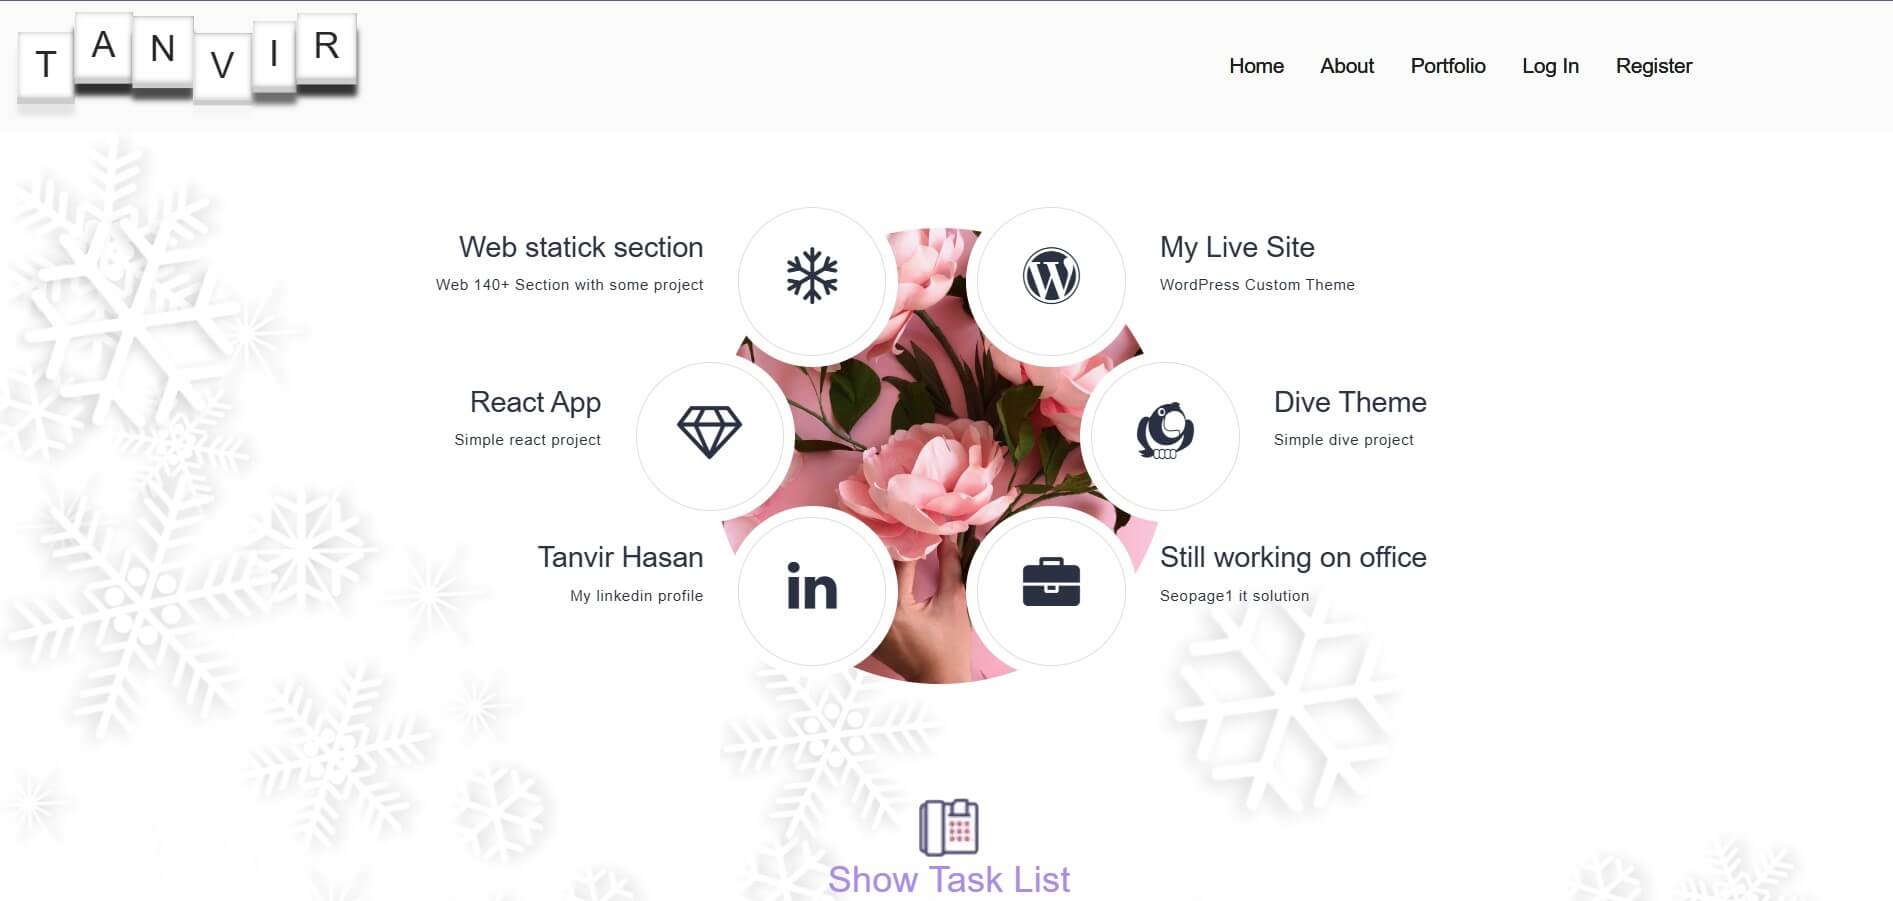 TANVIR
Home About Portfolio Log In Register
Web statick section
Web 140+ Section with some project
My Live Site
WordPress Custom Theme
React App
Simple react project
Dive Theme
Simple dive project
Tanvir Hasan
My linkedin profile
in
Still working on office
Seopage1 it solution
Show Task List